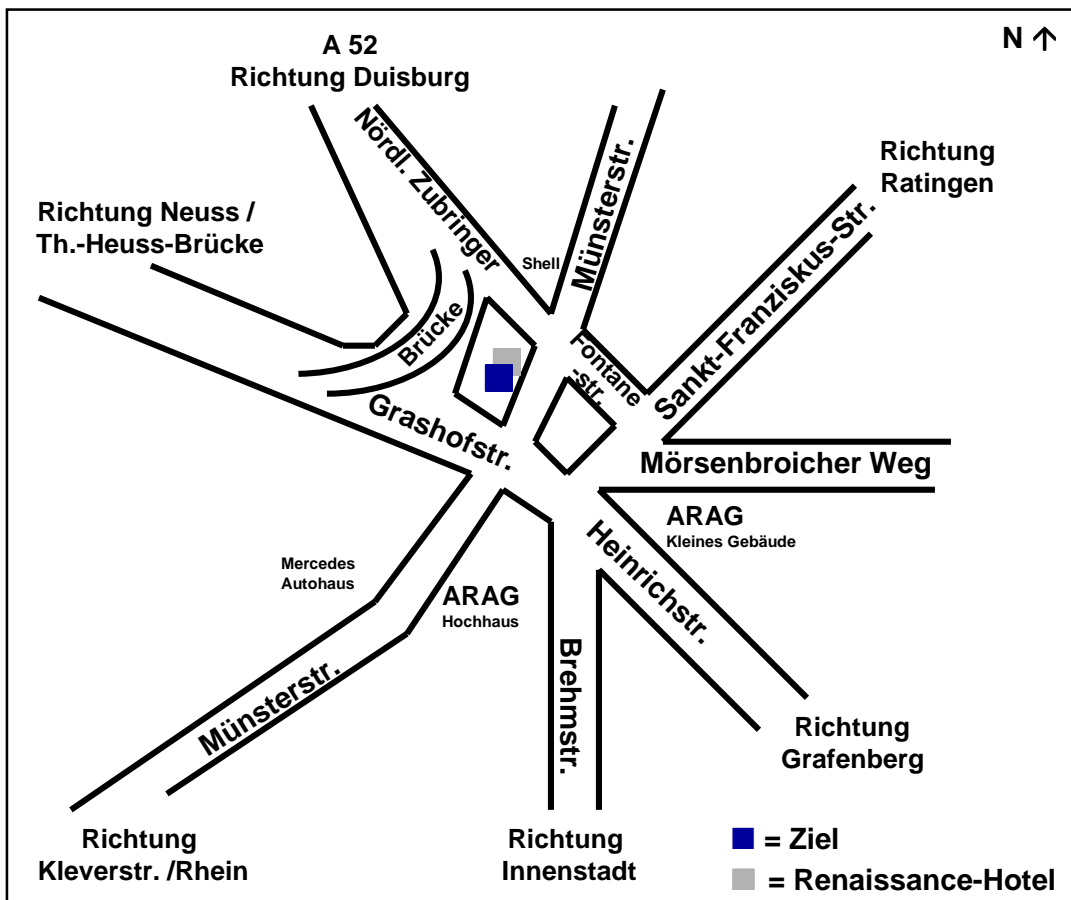 N
A 52
Richtung Duisburg
Nördl. Zubringer
Münsterstr.
Richtung
Ratingen
Richtung Neuss /
Th.-Heuss-Brücke
Shell
Sankt-Franziskus-Str.
Brücke
Fontane
-str.
Grashofstr.
Mörsenbroicher Weg
ARAG
Kleines Gebäude
Heinrichstr.
Mercedes
Autohaus
ARAG
Hochhaus
Münsterstr.
Brehmstr.
Richtung
Grafenberg
Richtung
Kleverstr. /Rhein
Richtung
Innenstadt
= Ziel
= Renaissance-Hotel